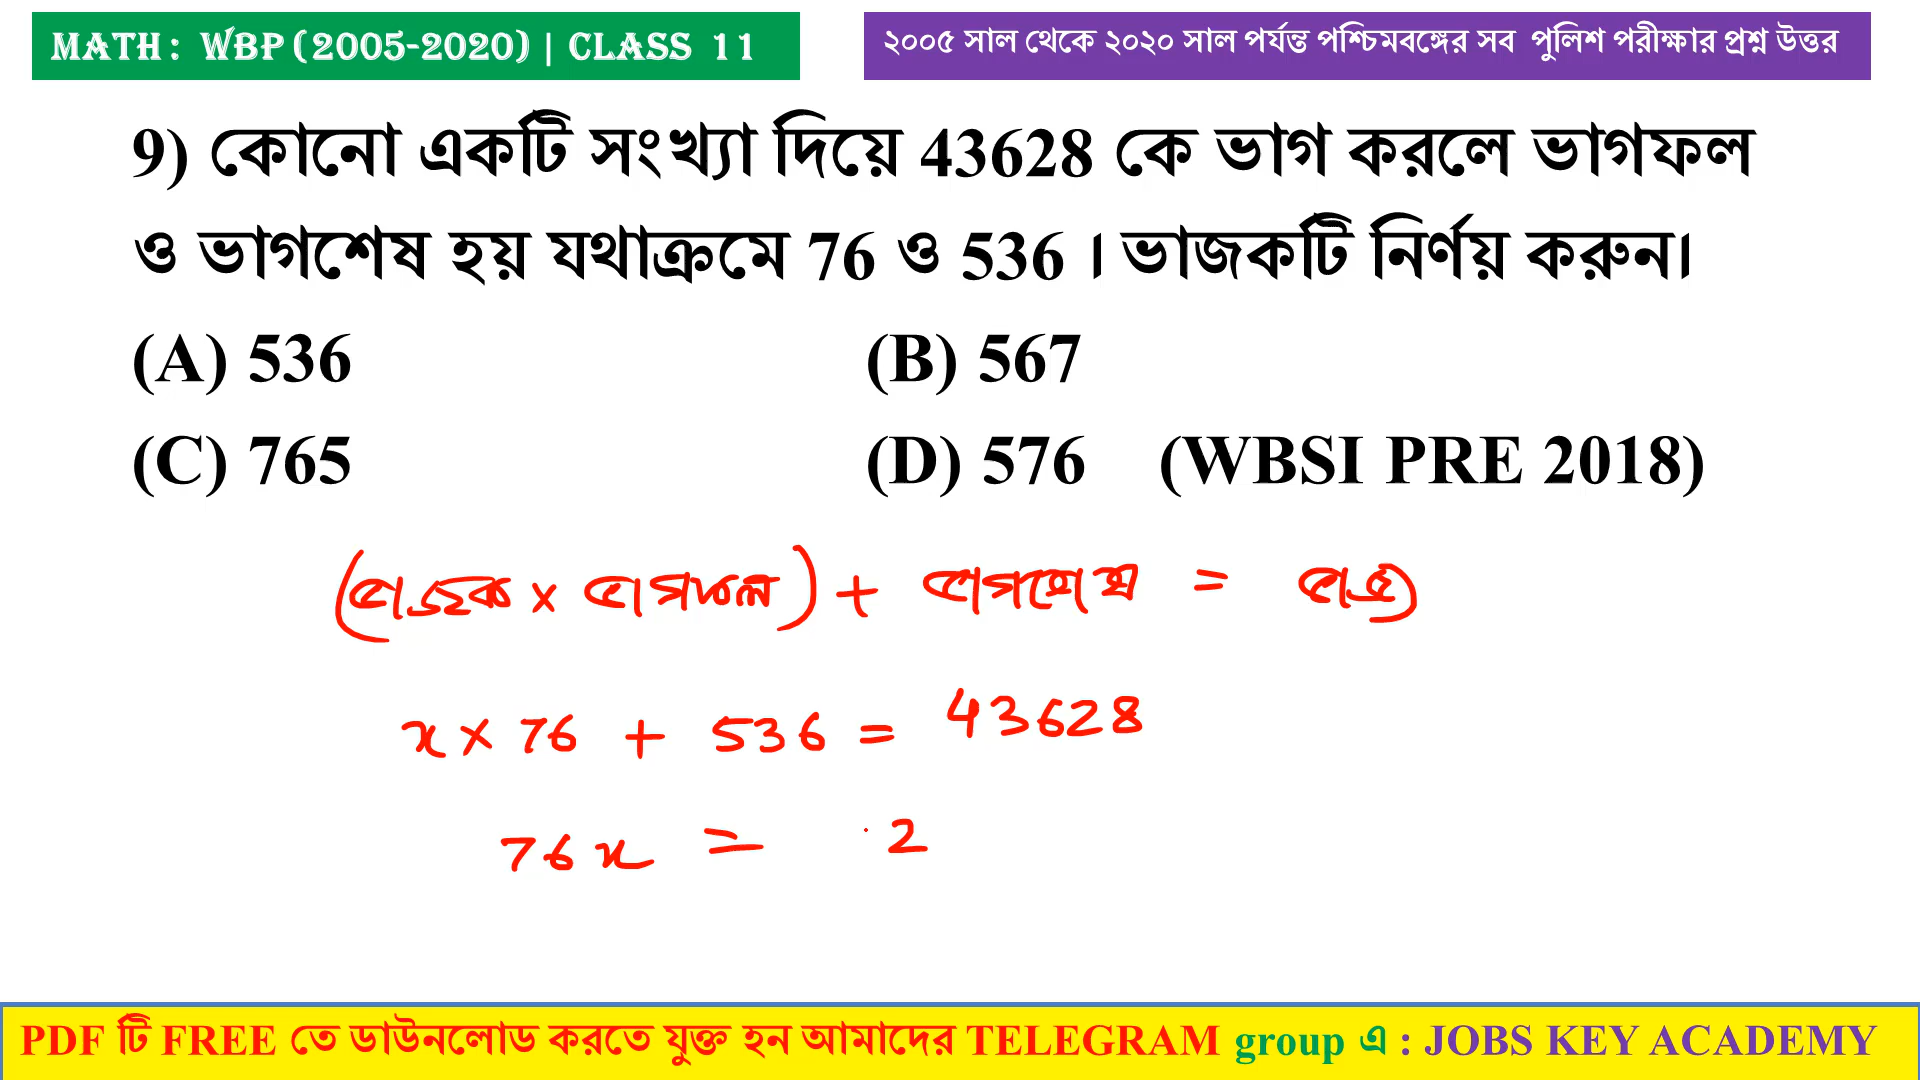 MATH : WBP (2005-2020) | CLASS 11
২০০৫ সাল থেকে ২০২০ সাল পর্যন্ত পশ্চিমবঙ্গের সব পুলিশ পরীক্ষার প্রশ্ন উত্তর
9) কোনো একটি সংখ্যা দিয়ে 43628 কে ভাগ করলে ভাগফল
ও ভাগশেষ হয় যথাক্রমে 76 ও 536 । ভাজকটি নির্ণয় করুন।
(A) 536 (B) 567
(C) 765 (D) 576 (WBSI PRE 2018)
(ভাজক × ভাগফল) + ভাগশেষ = ভাজ্য
x × 76 + 536 = 43628
76x = 2
PDF টি FREE তে ডাউনলোড করতে যুক্ত হন আমাদের TELEGRAM group এ : JOBS KEY ACADEMY